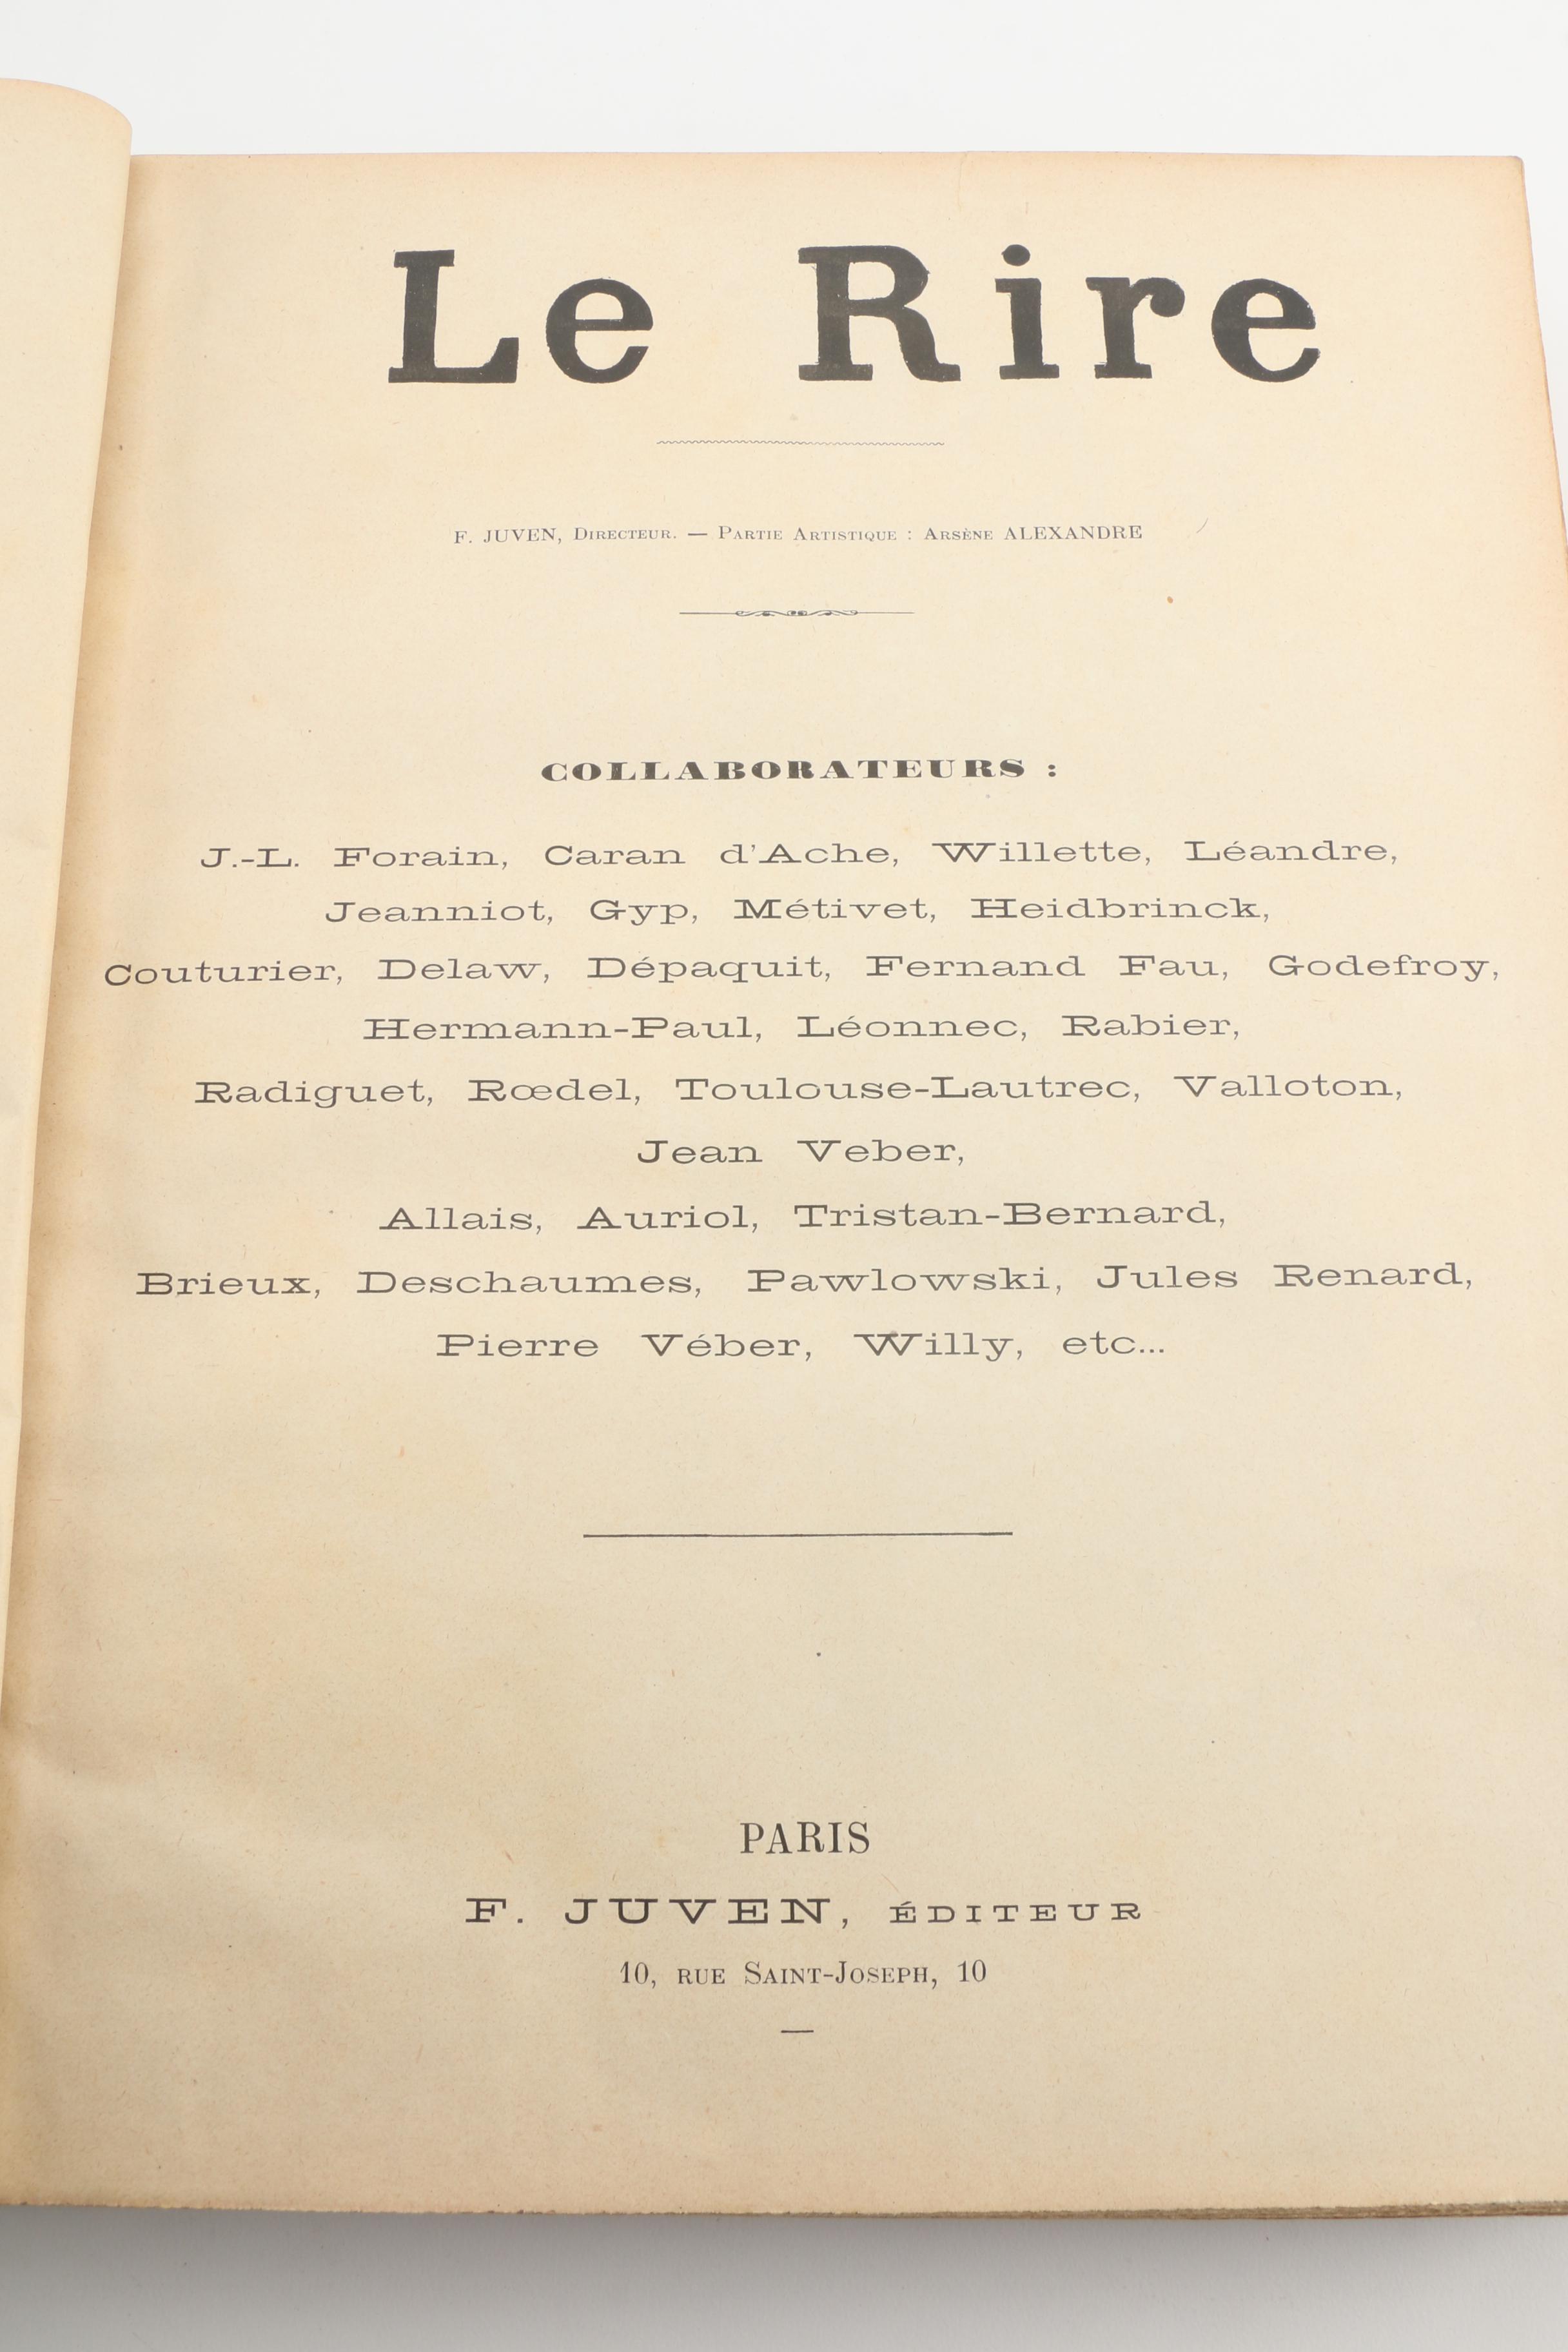 Le Rire
F. JUVEN, Directeur. — Partie Artistique : Arsène ALEXANDRE
COLLABORATEURS :
J.-L. Forain, Caran d'Ache, Willette, Léandre,
Jeanniot, Gyp, Métivet, Heidbrinck,
Couturier, Delaw, Dépaquit, Fernand Fau, Godefroy,
Hermann-Paul, Léonnec, Rabier,
Radiguet, Rœdel, Toulouse-Lautrec, Valloton,
Jean Veber,
Allais, Auriol, Tristan-Bernard,
Brieux, Deschaumes, Pawlowski, Jules Renard,
Pierre Véber, Willy, etc...
PARIS
F. JUVEN, ÉDITEUR
10, rue Saint-Joseph, 10